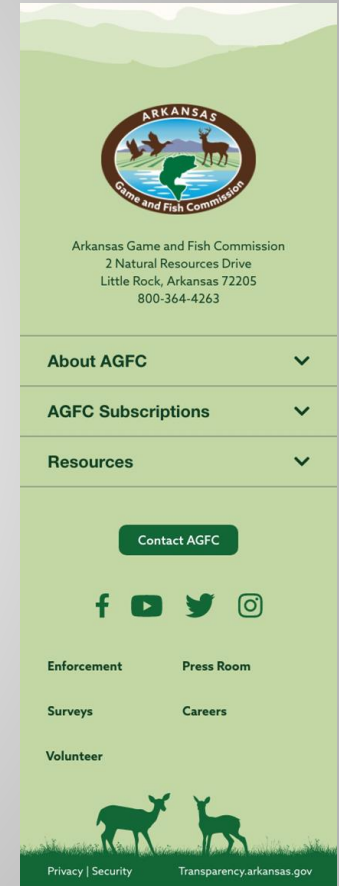 ARKANSAS
Game and Fish Commission
Arkansas Game and Fish Commission
2 Natural Resources Drive
Little Rock, Arkansas 72205
800-364-4263
About AGFC
AGFC Subscriptions
Resources
Contact AGFC
Enforcement Press Room
Surveys Careers
Volunteer
Privacy | Security Transparency.arkansas.gov